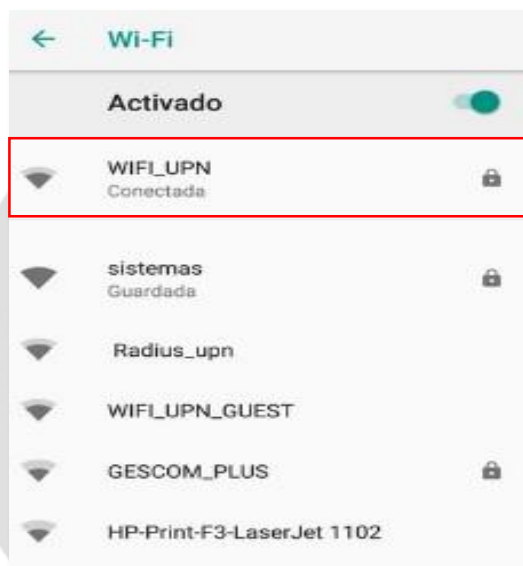 Wi-Fi
Activado
WIFI_UPN
Conectada
sistemas
Guardada
Radius_upn
WIFI_UPN_GUEST
GESCOM_PLUS
HP-Print-F3-LaserJet 1102